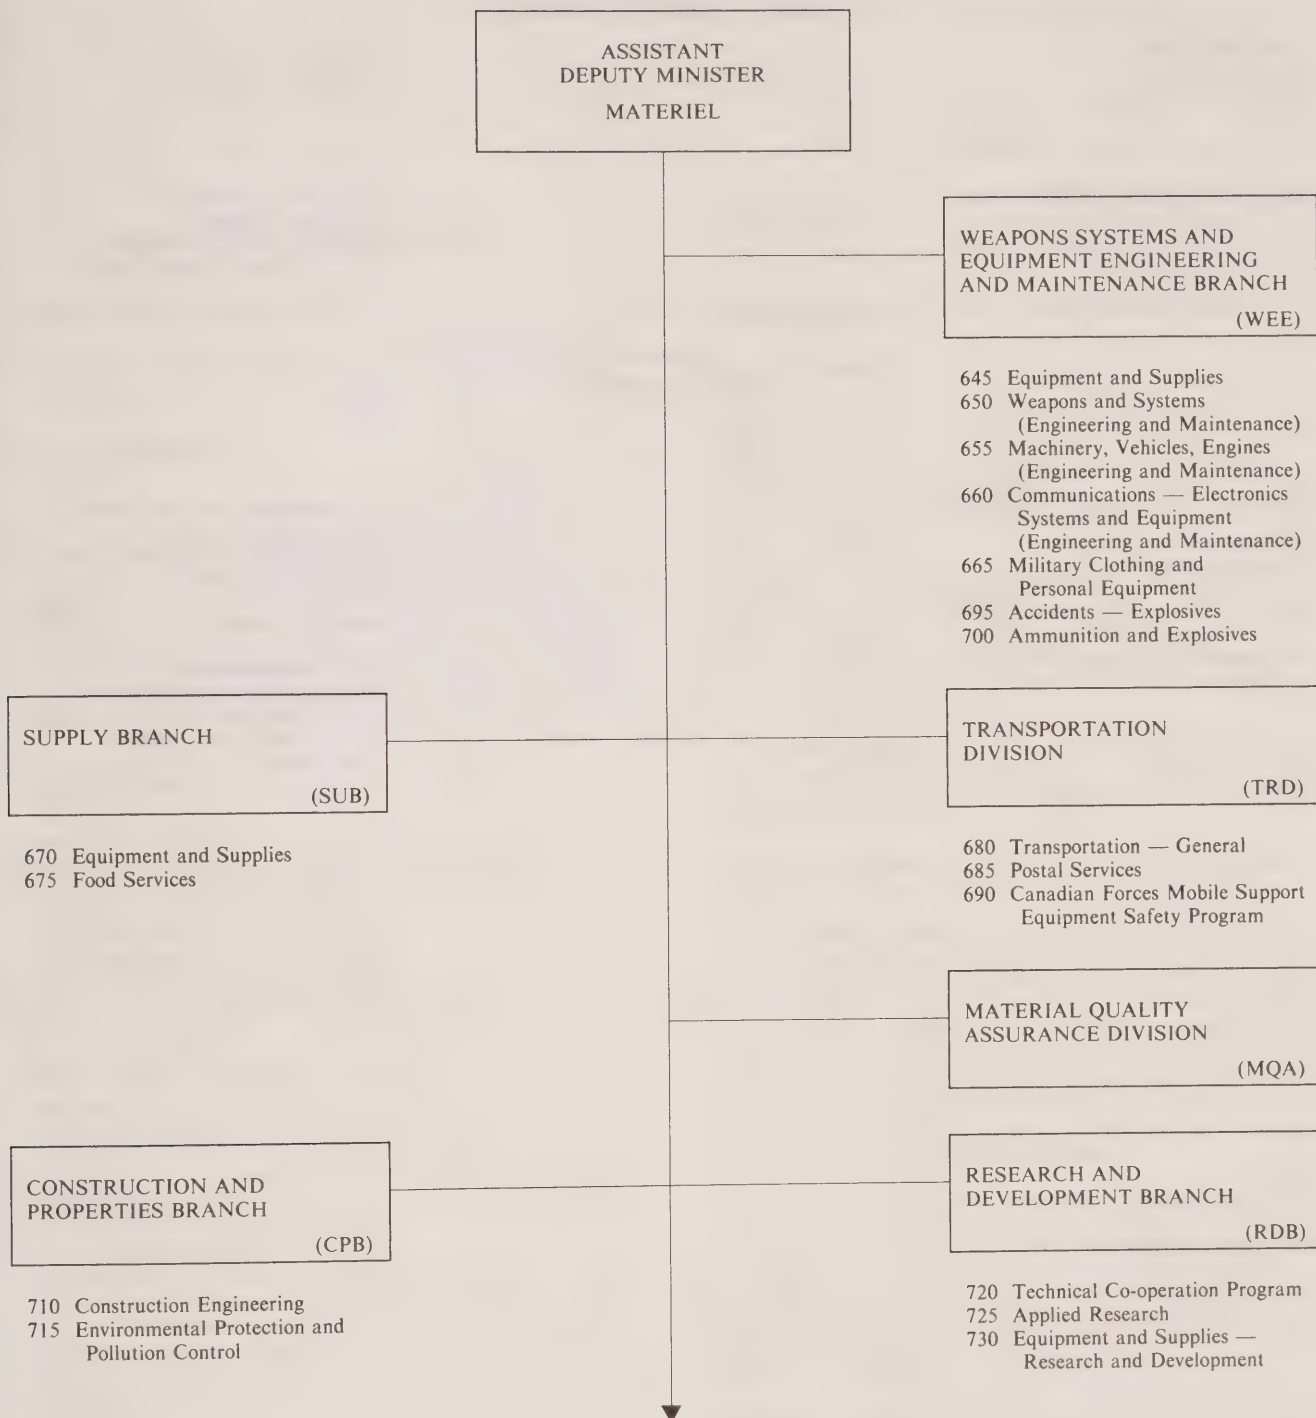 ASSISTANT
DEPUTY MINISTER
MATERIEL
WEAPONS SYSTEMS AND
EQUIPMENT ENGINEERING
AND MAINTENANCE BRANCH
(WEE)
645 Equipment and Supplies
650 Weapons and Systems
(Engineering and Maintenance)
655 Machinery, Vehicles, Engines
(Engineering and Maintenance)
660 Communications — Electronics
Systems and Equipment
(Engineering and Maintenance)
665 Military Clothing and
Personal Equipment
695 Accidents — Explosives
700 Ammunition and Explosives
SUPPLY BRANCH
(SUB)
670 Equipment and Supplies
675 Food Services
TRANSPORTATION
DIVISION
(TRD)
680 Transportation — General
685 Postal Services
690 Canadian Forces Mobile Support
Equipment Safety Program
MATERIAL QUALITY
ASSURANCE DIVISION
(MQA)
CONSTRUCTION AND
PROPERTIES BRANCH
(CPB)
710 Construction Engineering
715 Environmental Protection and
Pollution Control
RESEARCH AND
DEVELOPMENT BRANCH
(RDB)
720 Technical Co-operation Program
725 Applied Research
730 Equipment and Supplies —
Research and Development